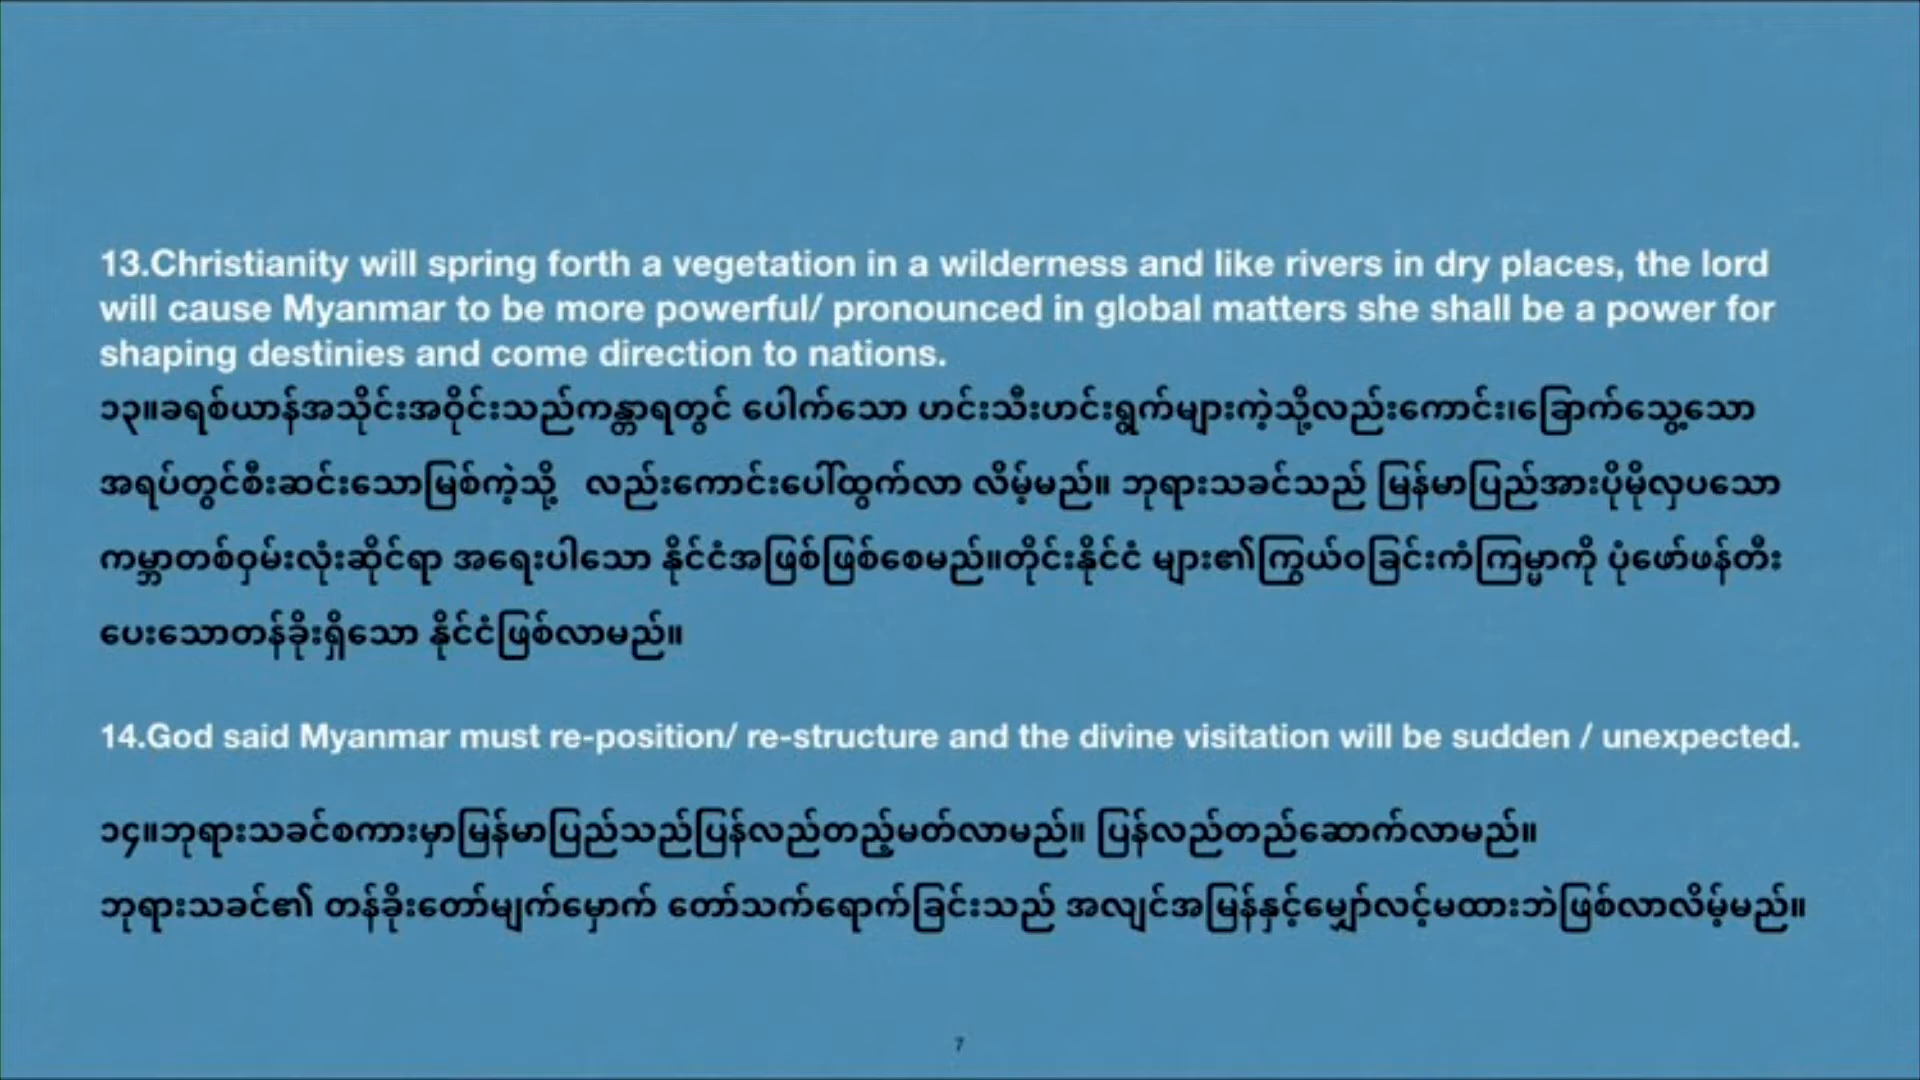 13.Christianity will spring forth a vegetation in a wilderness and like rivers in dry places, the lord
will cause Myanmar to be more powerful/ pronounced in global matters she shall be a power for
shaping destinies and come direction to nations.
၁၃။ခရစ်ယာန်အသိုင်းအဝိုင်းသည်ကန္တာရတွင် ပေါက်သော ဟင်းသီးဟင်းရွက်များကဲ့သို့လည်းကောင်း၊ခြောက်သွေ့သော
အရပ်တွင်စီးဆင်းသောမြစ်ကဲ့သို့ လည်းကောင်းပေါ်ထွက်လာ လိမ့်မည်။ ဘုရားသခင်သည် မြန်မာပြည်အားပိုမိုလှပသော
ကမ္ဘာတစ်ဝှမ်းလုံးဆိုင်ရာ အရေးပါသော နိုင်ငံအဖြစ်ဖြစ်စေမည်။တိုင်းနိုင်ငံ များ၏ကြွယ်ဝခြင်းကံကြမ္မာကို ပုံဖော်ဖန်တီး
ပေးသောတန်ခိုးရှိသော နိုင်ငံဖြစ်လာမည်။
14.God said Myanmar must re-position/ re-structure and the divine visitation will be sudden / unexpected.
၁၄။ဘုရားသခင်စကားမှာမြန်မာပြည်သည်ပြန်လည်တည့်မတ်လာမည်။ ပြန်လည်တည်ဆောက်လာမည်။
ဘုရားသခင်၏ တန်ခိုးတော်မျက်မှောက် တော်သက်ရောက်ခြင်းသည် အလျင်အမြန်နှင့်မျှော်လင့်မထားဘဲဖြစ်လာလိမ့်မည်။
7